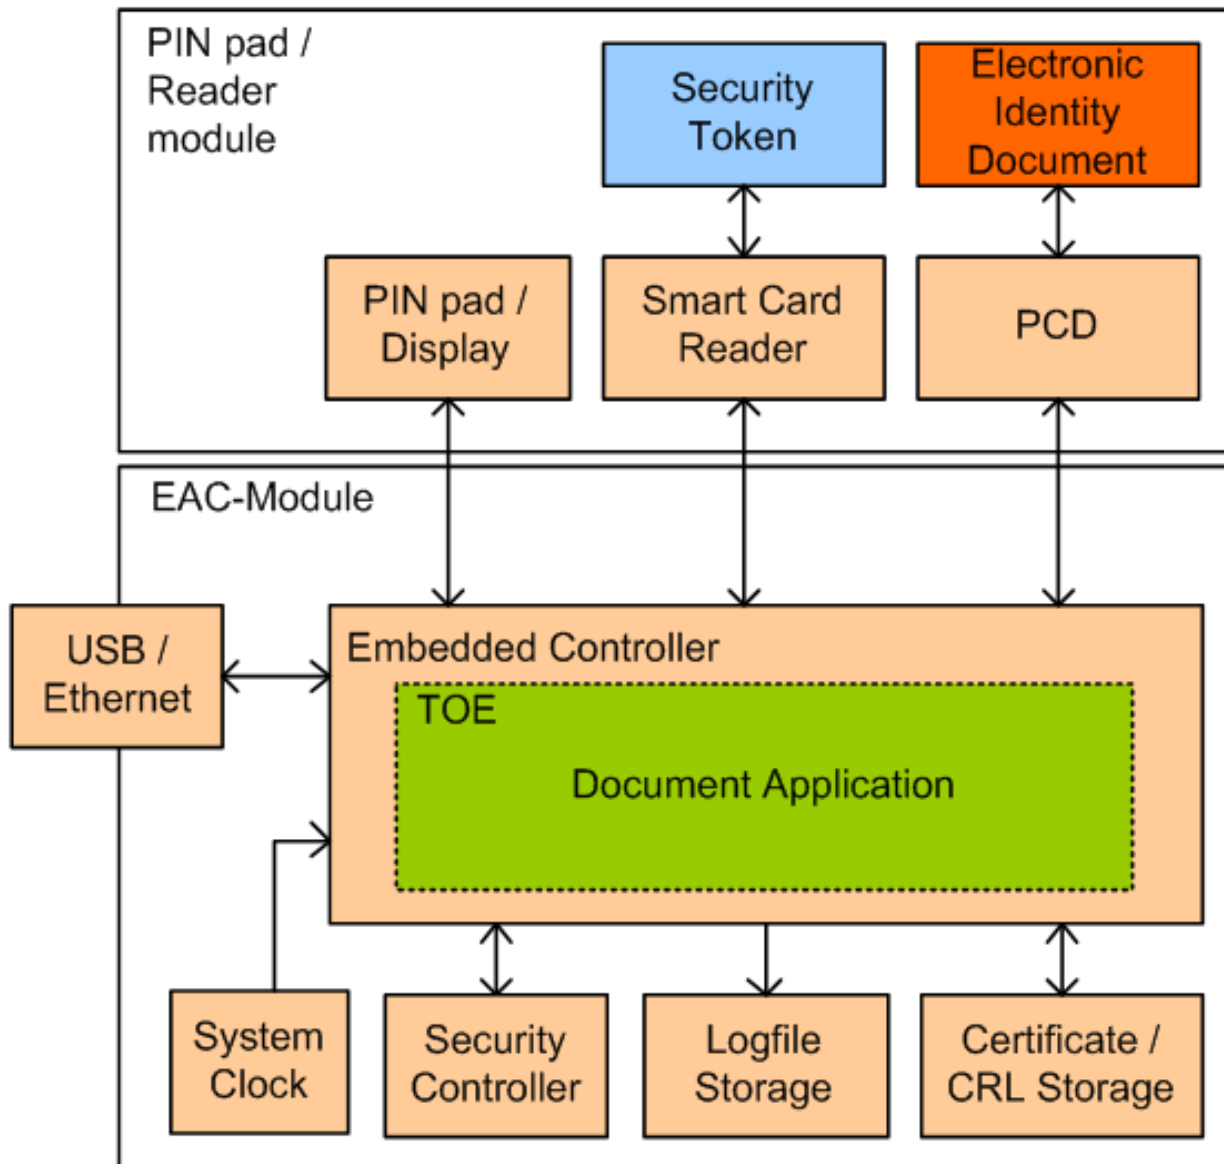 PIN pad /
Reader
module
Security
Token
Electronic
Identity
Document
PIN pad /
Display
Smart Card
Reader
PCD
EAC-Module
USB /
Ethernet
Embedded Controller
TOE
Document Application
System
Clock
Security
Controller
Logfile
Storage
Certificate /
CRL Storage